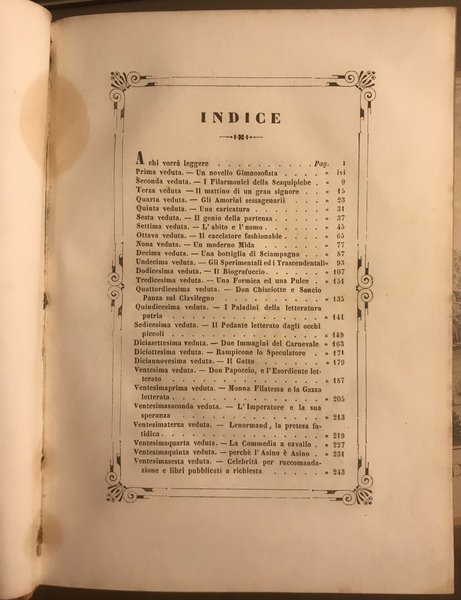 INDICE
A chi vorrà leggere . . . . . . . . . . Pag. 1
Prima veduta. — Un novello Gimnosofista . . . » ivi
Seconda veduta. — I Filarmonici della Sesquiplebe . » 9
Terza veduta — Il mattino di un gran signore . . » 15
Quarta veduta. — Gli Amoriui sessagenarii . . . » 23
Quinta veduta. — Una caricatura . . . . . . » 31
Sesta veduta. — Il genio della partenza . . . . » 37
Settima veduta. — L'abito e l'uomo . . . . . » 45
Ottava veduta. — Il cacciatore fashionable . . . » 65
Nona veduta. — Un moderno Mida . . . . . » 77
Decima veduta. — Una bottiglia di Sciampagna . . » 87
Undecima veduta. — Gli Sperimentali ed i Trascendentali » 93
Dodicesima veduta. — Il Biografuccio . . . . . » 107
Tredicesima veduta. — Una Formica ed una Pulce . » 151
Quattordicesima veduta. — Don Chisciotte e Sancio
Panza sul Clavilegno . . . . . . . . » 135
Quindicesima veduta. — I Paladini della letteratura
patria . . . . . . . . . . . . » 141
Sedicesima veduta. — Il Pedante letterato dagli occhi
piccoli . . . . . . . . . . . . » 149
Diciasettesima veduta. — Due Immagini del Carnevale » 163
Diciottesima veduta. — Rampicone lo Speculatore . » 171
Diciannovesima veduta. — Il Gatto . . . . . . » 179
Ventesima veduta. — Don Papoccio, e l'Esordiente let-
terato . . . . . . . . . . . . » 187
Ventesimaprima veduta. — Monna Filatessa e la Gazza
letterata . . . . . . . . . . . . » 205
Ventesimasaconda veduta. — L'Imperatore e la sua
speranza . . . . . . . . . . . » 213
Ventesimaterza veduta. — Lenormand, la pretesa fa-
tidica . . . . . . . . . . . . » 219
Ventesimaquarta veduta. — La Commedia a cavallo . » 227
Ventesimaquinta veduta. — perchè l'Asino è Asino . » 231
Ventesimasesta veduta. — Celebrità per raccoman-
dazione e libri pubblicati a richiesta . . . . » 243